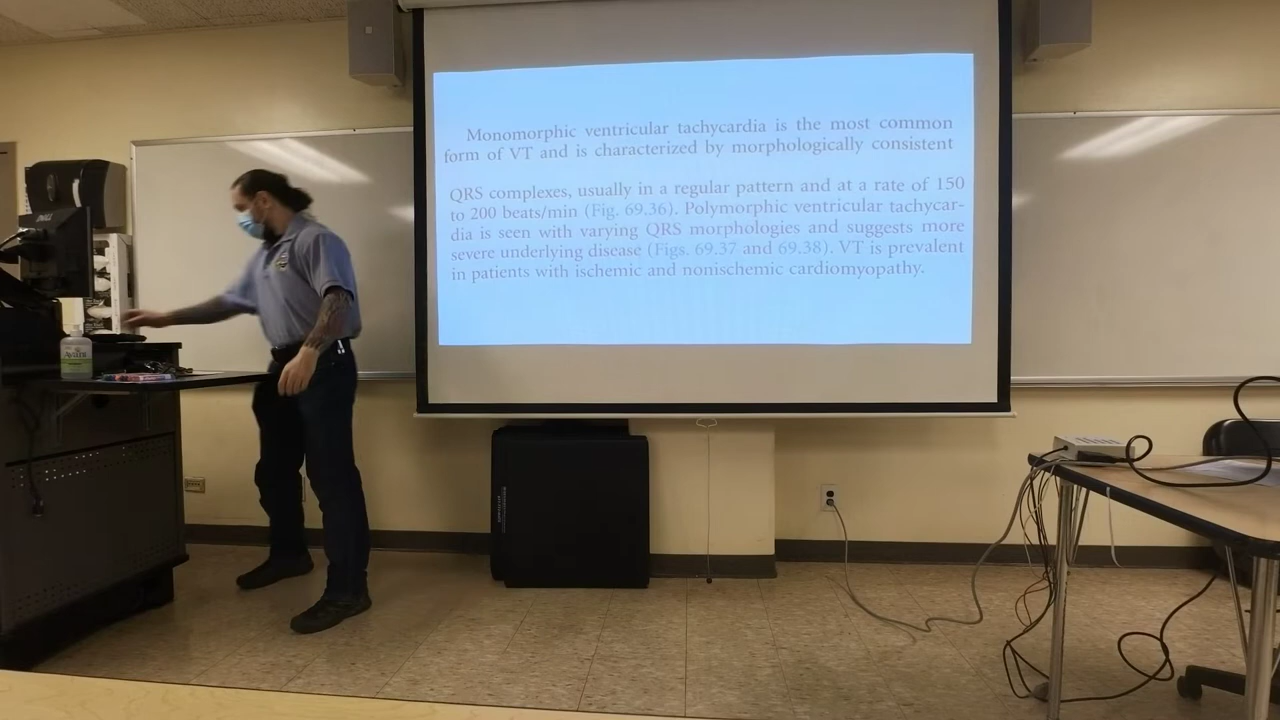 Monomorphic ventricular tachycardia is the most common
form of VT and is characterized by morphologically consistent
QRS complexes, usually in a regular pattern and at a rate of 150
to 200 beats/min (Fig. 69.36). Polymorphic ventricular tachycar-
dia is seen with varying QRS morphologies and suggests more
severe underlying disease (Figs. 69.37 and 69.38). VT is prevalent
in patients with ischemic and nonischemic cardiomyopathy.
DELL
Avant